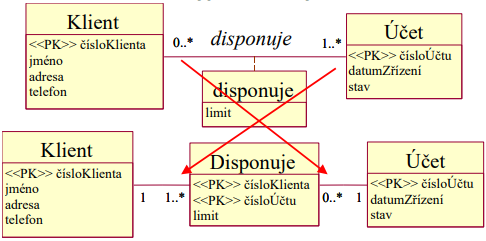 Klient
<<PK>> čísloKlienta
jméno
adresa
telefon
0..*
disponuje
1..*
Účet
<<PK>> čísloÚčtu
datumZřízení
stav
disponuje
limit
Klient
<<PK>> čísloKlienta
jméno
adresa
telefon
1
1..*
Disponuje
<<PK>> čísloKlienta
<<PK>> čísloÚčtu
limit
0..*
1
Účet
<<PK>> čísloÚčtu
datumZřízení
stav